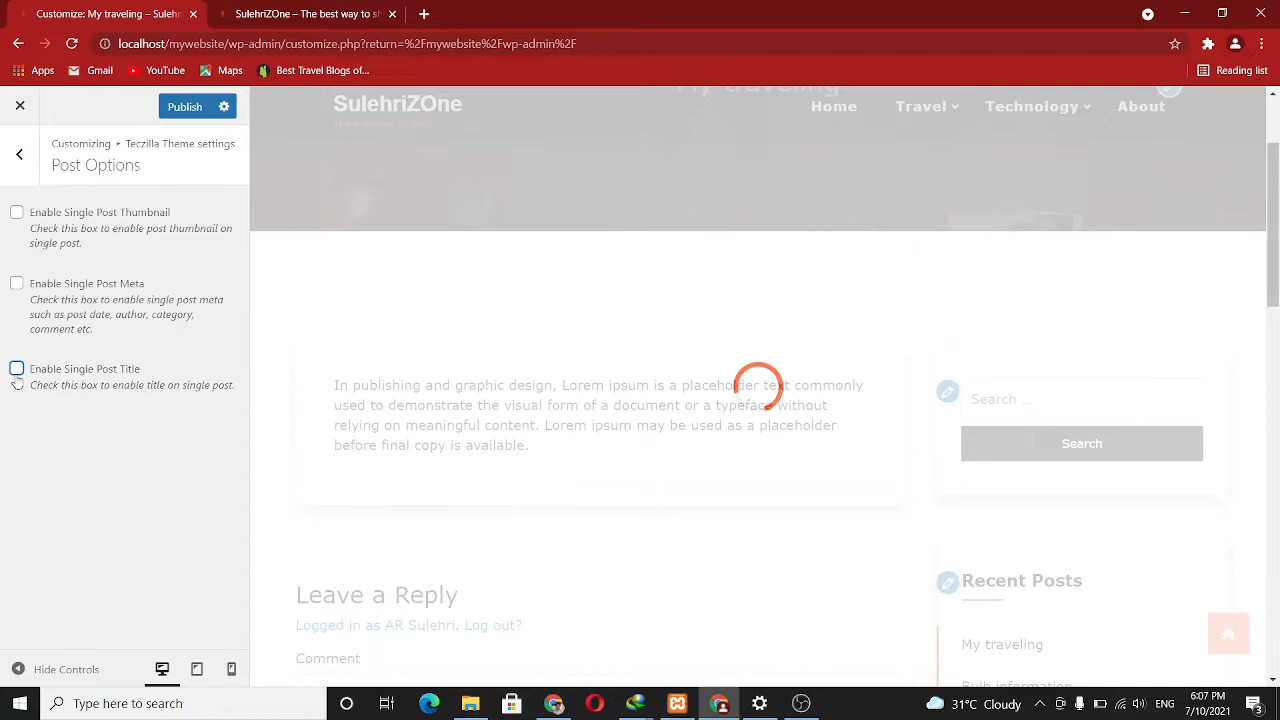 Customize: My traveling
SulehriZOne – The way to sh
localhost/mywebsite/wp-admin/customize.php?return=%2Fmywebsite%2Fwp-admin%2F
Apps Gmail YouTube Maps Best Travel Blogs of... Reading list
Publish
Customizing ▸ Teczilla Theme settings
Post Options
Enable Single Post Thumbnail
Check this box to enable post thumbnail on
single post.
Enable Single Post Meta
Check this box to enable single post meta
such as post date, author, category,
comment etc.
Enable Single Post Title
Check this box to enable title on single post.
Hide Controls
My traveling
SulehriZOne
Home Travel Technology About
In publishing and graphic design, Lorem ipsum is a placeholder text commonly
used to demonstrate the visual form of a document or a typeface without
relying on meaningful content. Lorem ipsum may be used as a placeholder
before final copy is available.
Leave a Reply
Logged in as AR Sulehri. Log out?
Comment
Search ...
Search
Recent Posts
My traveling
Bulb information
Type here to search
31°C Cloudy
6:07 PM
7/10/2021